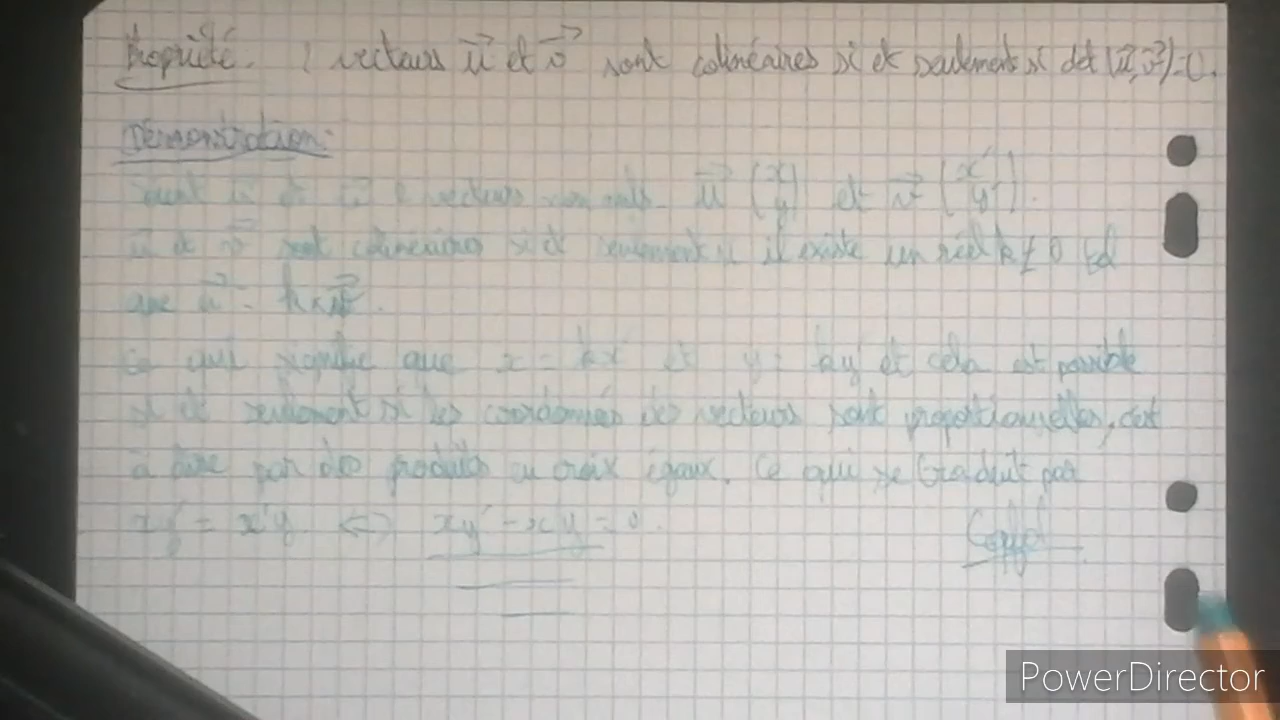 Propriété. 2 vecteurs u⃗ et v⃗ sont colinéaires si et seulement si det(u⃗,v⃗)=0.
Démonstration:
Soient u⃗ et v⃗ 2 vecteurs non nuls. u⃗ (x y) et v⃗ (x' y').
u⃗ et v⃗ sont colinéaires si et seulement si il existe un réel k≠0 tel
que u⃗ = k×v⃗.
Ce qui signifie que x = kx' et y = ky' et cela est possible
si et seulement si les coordonnées des vecteurs sont proportionnelles, c'est
à dire par des produits en croix égaux. Ce qui se traduit par
xy' = x'y ⇔ xy' - x'y = 0.
PowerDirector